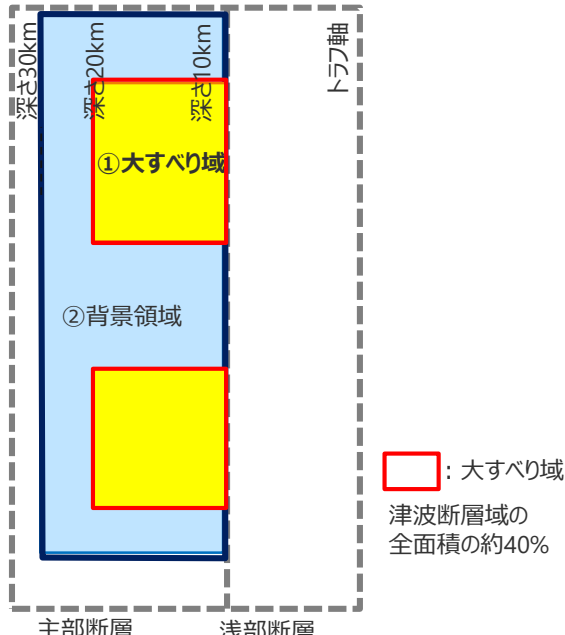 深さ30km
深さ20km
深さ10km
トラフ軸
①大すべり域
②背景領域
：大すべり域
津波断層域の
全面積の約40%
主部断層
浅部断層